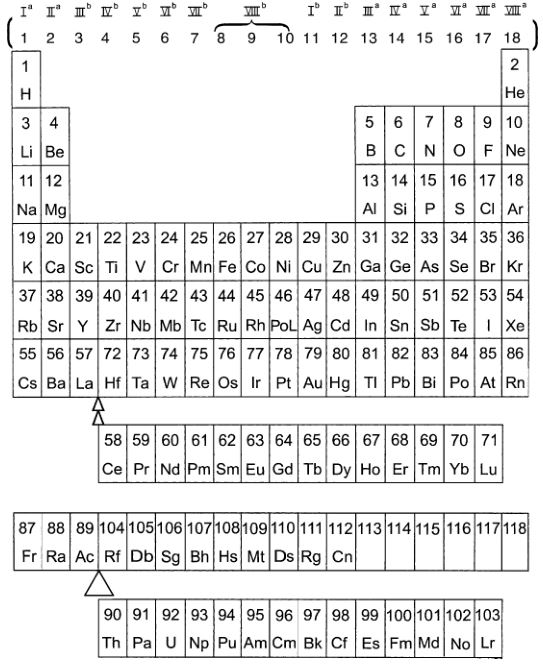 Iᵃ IIᵃ IIIᵇ IVᵇ Vᵇ VIᵇ VIIᵇ VIIIᵇ Iᵇ IIᵇ IIIᵃ IVᵃ Vᵃ VIᵃ VIIᵃ VIIIᵃ
1 2 3 4 5 6 7 8 9 10 11 12 13 14 15 16 17 18
1 2
H He
3 4 5 6 7 8 9 10
Li Be B C N O F Ne
11 12 13 14 15 16 17 18
Na Mg Al Si P S Cl Ar
19 20 21 22 23 24 25 26 27 28 29 30 31 32 33 34 35 36
K Ca Sc Ti V Cr Mn Fe Co Ni Cu Zn Ga Ge As Se Br Kr
37 38 39 40 41 42 43 44 45 46 47 48 49 50 51 52 53 54
Rb Sr Y Zr Nb Mb Tc Ru Rh PoL Ag Cd In Sn Sb Te I Xe
55 56 57 72 73 74 75 76 77 78 79 80 81 82 83 84 85 86
Cs Ba La Hf Ta W Re Os Ir Pt Au Hg Tl Pb Bi Po At Rn
58 59 60 61 62 63 64 65 66 67 68 69 70 71
Ce Pr Nd Pm Sm Eu Gd Tb Dy Ho Er Tm Yb Lu
87 88 89 104 105 106 107 108 109 110 111 112 113 114 115 116 117 118
Fr Ra Ac Rf Db Sg Bh Hs Mt Ds Rg Cn
90 91 92 93 94 95 96 97 98 99 100 101 102 103
Th Pa U Np Pu Am Cm Bk Cf Es Fm Md No Lr